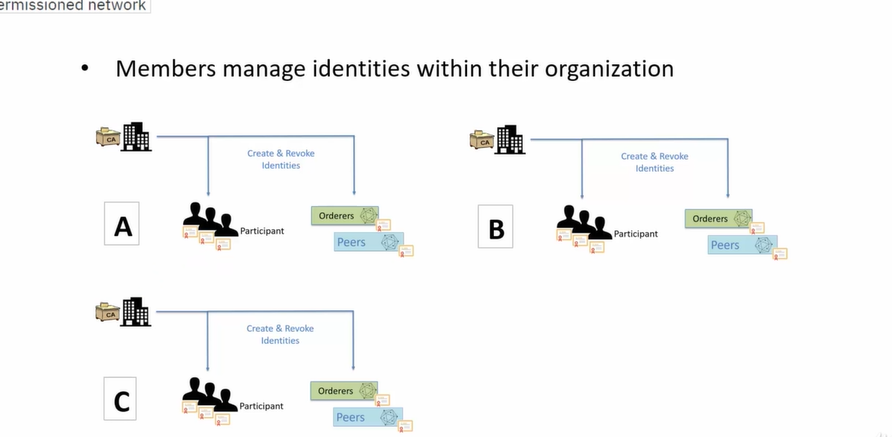 ermissioned network
• Members manage identities within their organization
CA
Create & Revoke
Identities
A
Participant
Orderers
Peers
CA
Create & Revoke
Identities
B
Participant
Orderers
Peers
CA
Create & Revoke
Identities
C
Participant
Orderers
Peers